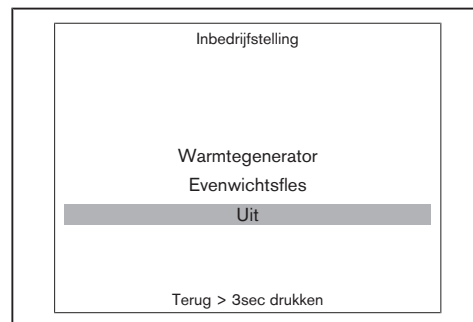 Inbedrijfstelling
Warmtegenerator
Evenwichtsfles
Uit
Terug > 3sec drukken